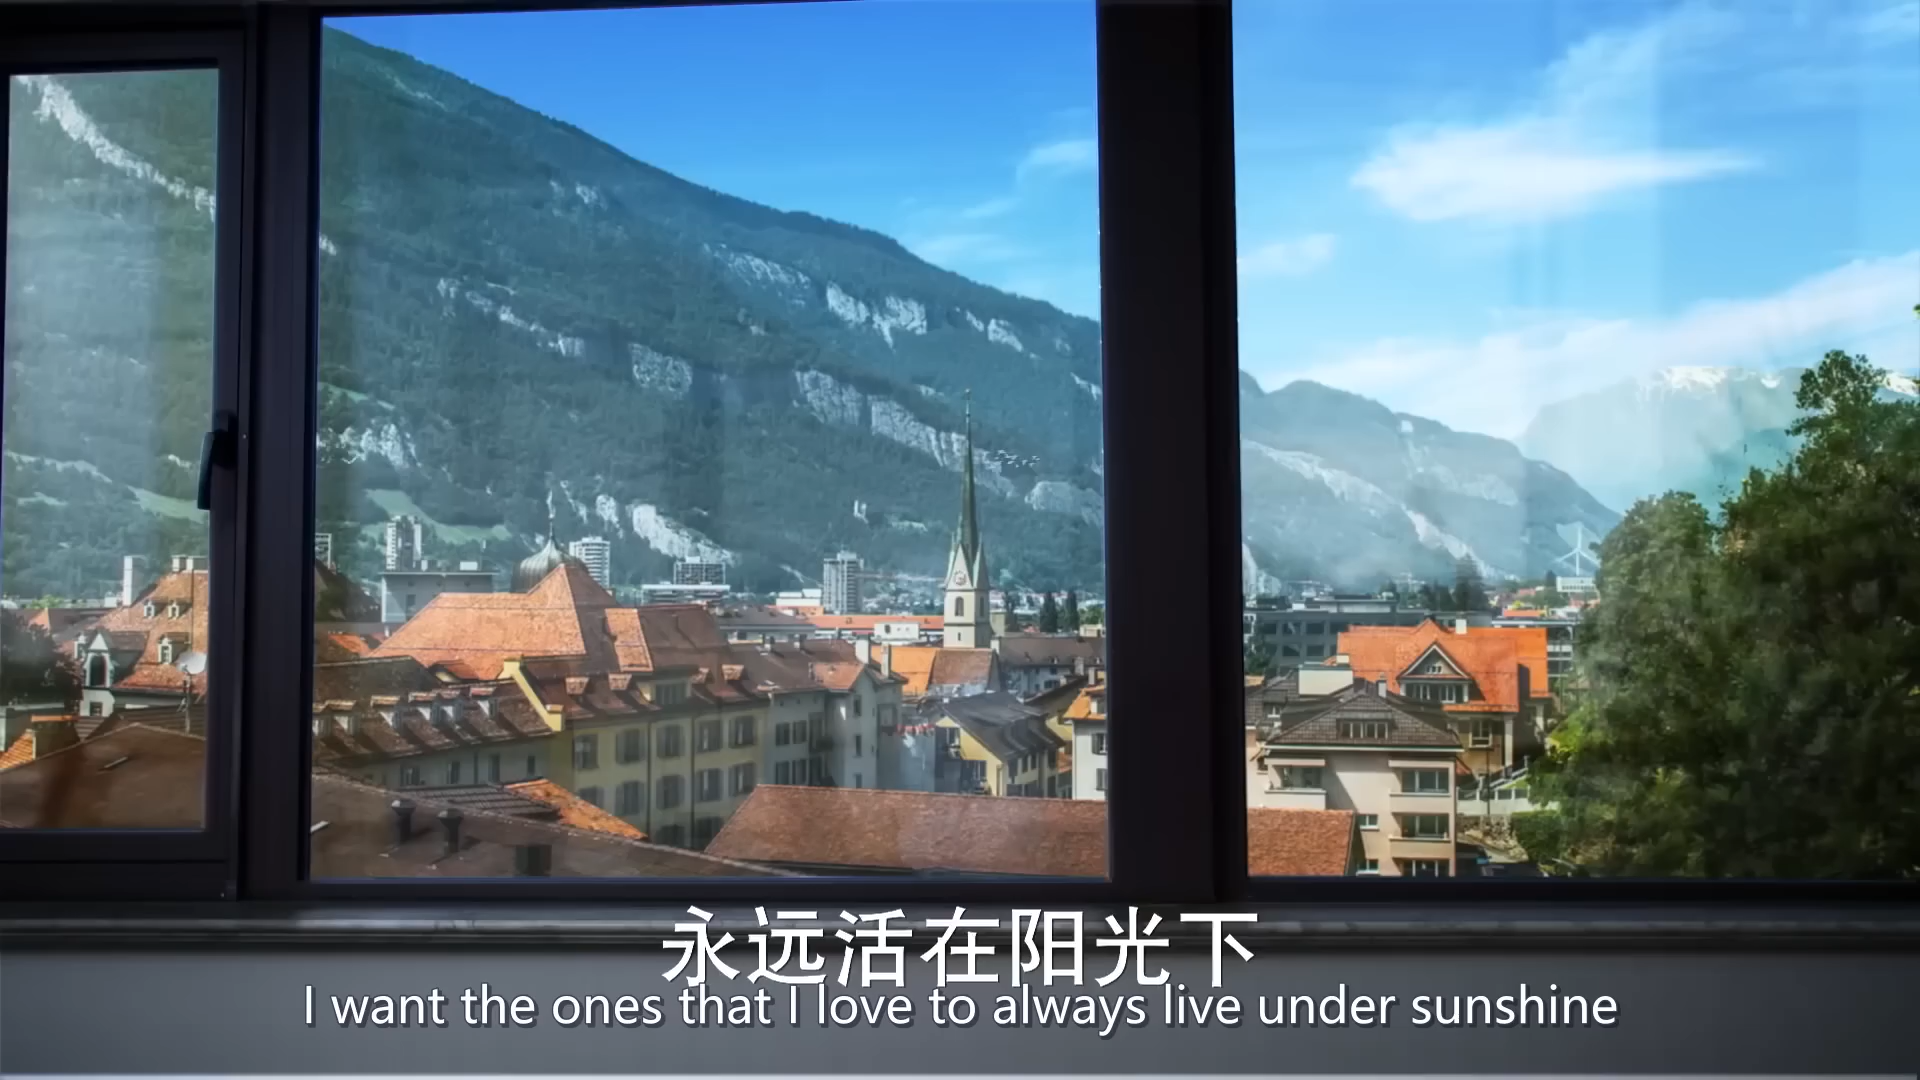 永远活在阳光下
I want the ones that I love to always live under sunshine